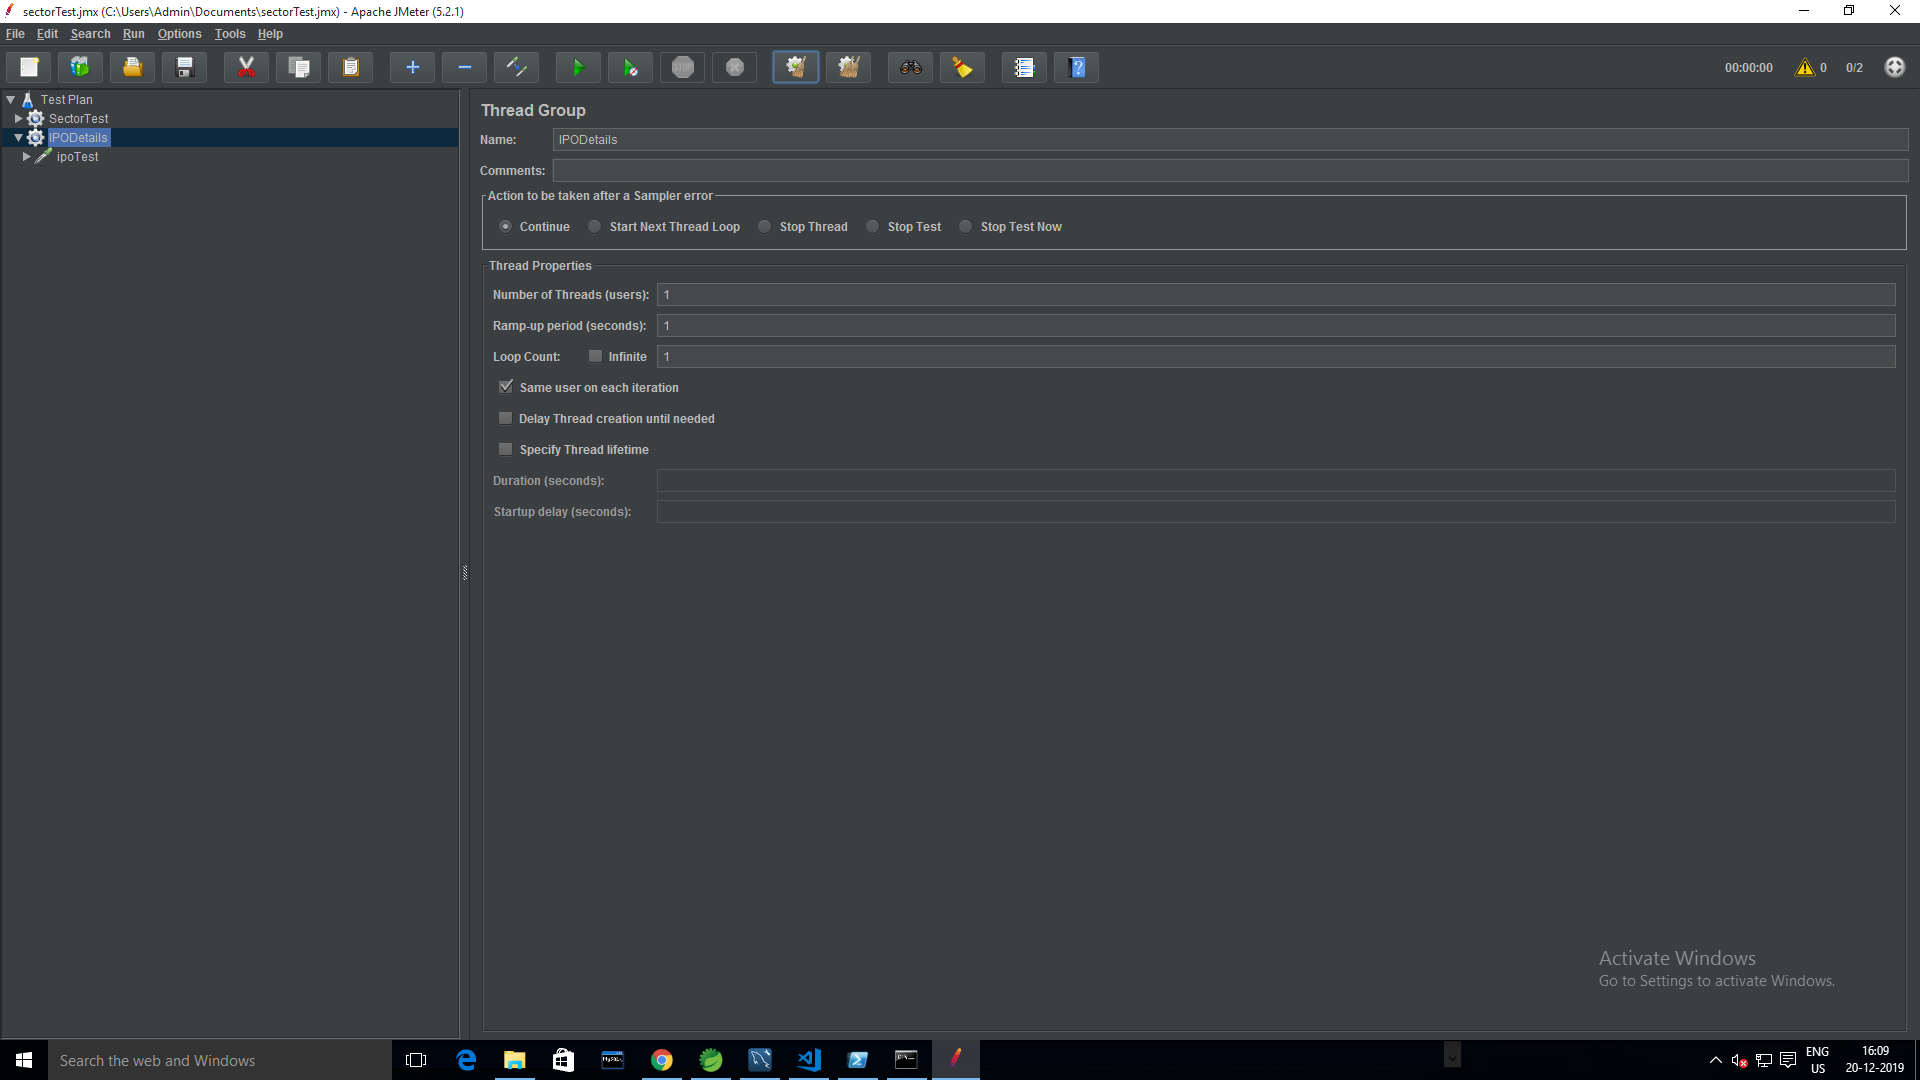 sectorTest.jmx (C:\Users\Admin\Documents\sectorTest.jmx) - Apache JMeter (5.2.1)
File Edit Search Run Options Tools Help
STOP
00:00:00 0 0/2
Test Plan
SectorTest
IPODetails
ipoTest
Thread Group
Name: IPODetails
Comments:
Action to be taken after a Sampler error
Continue Start Next Thread Loop Stop Thread Stop Test Stop Test Now
Thread Properties
Number of Threads (users): 1
Ramp-up period (seconds): 1
Loop Count: Infinite 1
Same user on each iteration
Delay Thread creation until needed
Specify Thread lifetime
Duration (seconds):
Startup delay (seconds):
Activate Windows
Go to Settings to activate Windows.
Search the web and Windows
MySQL
ENG
US
16:09
20-12-2019